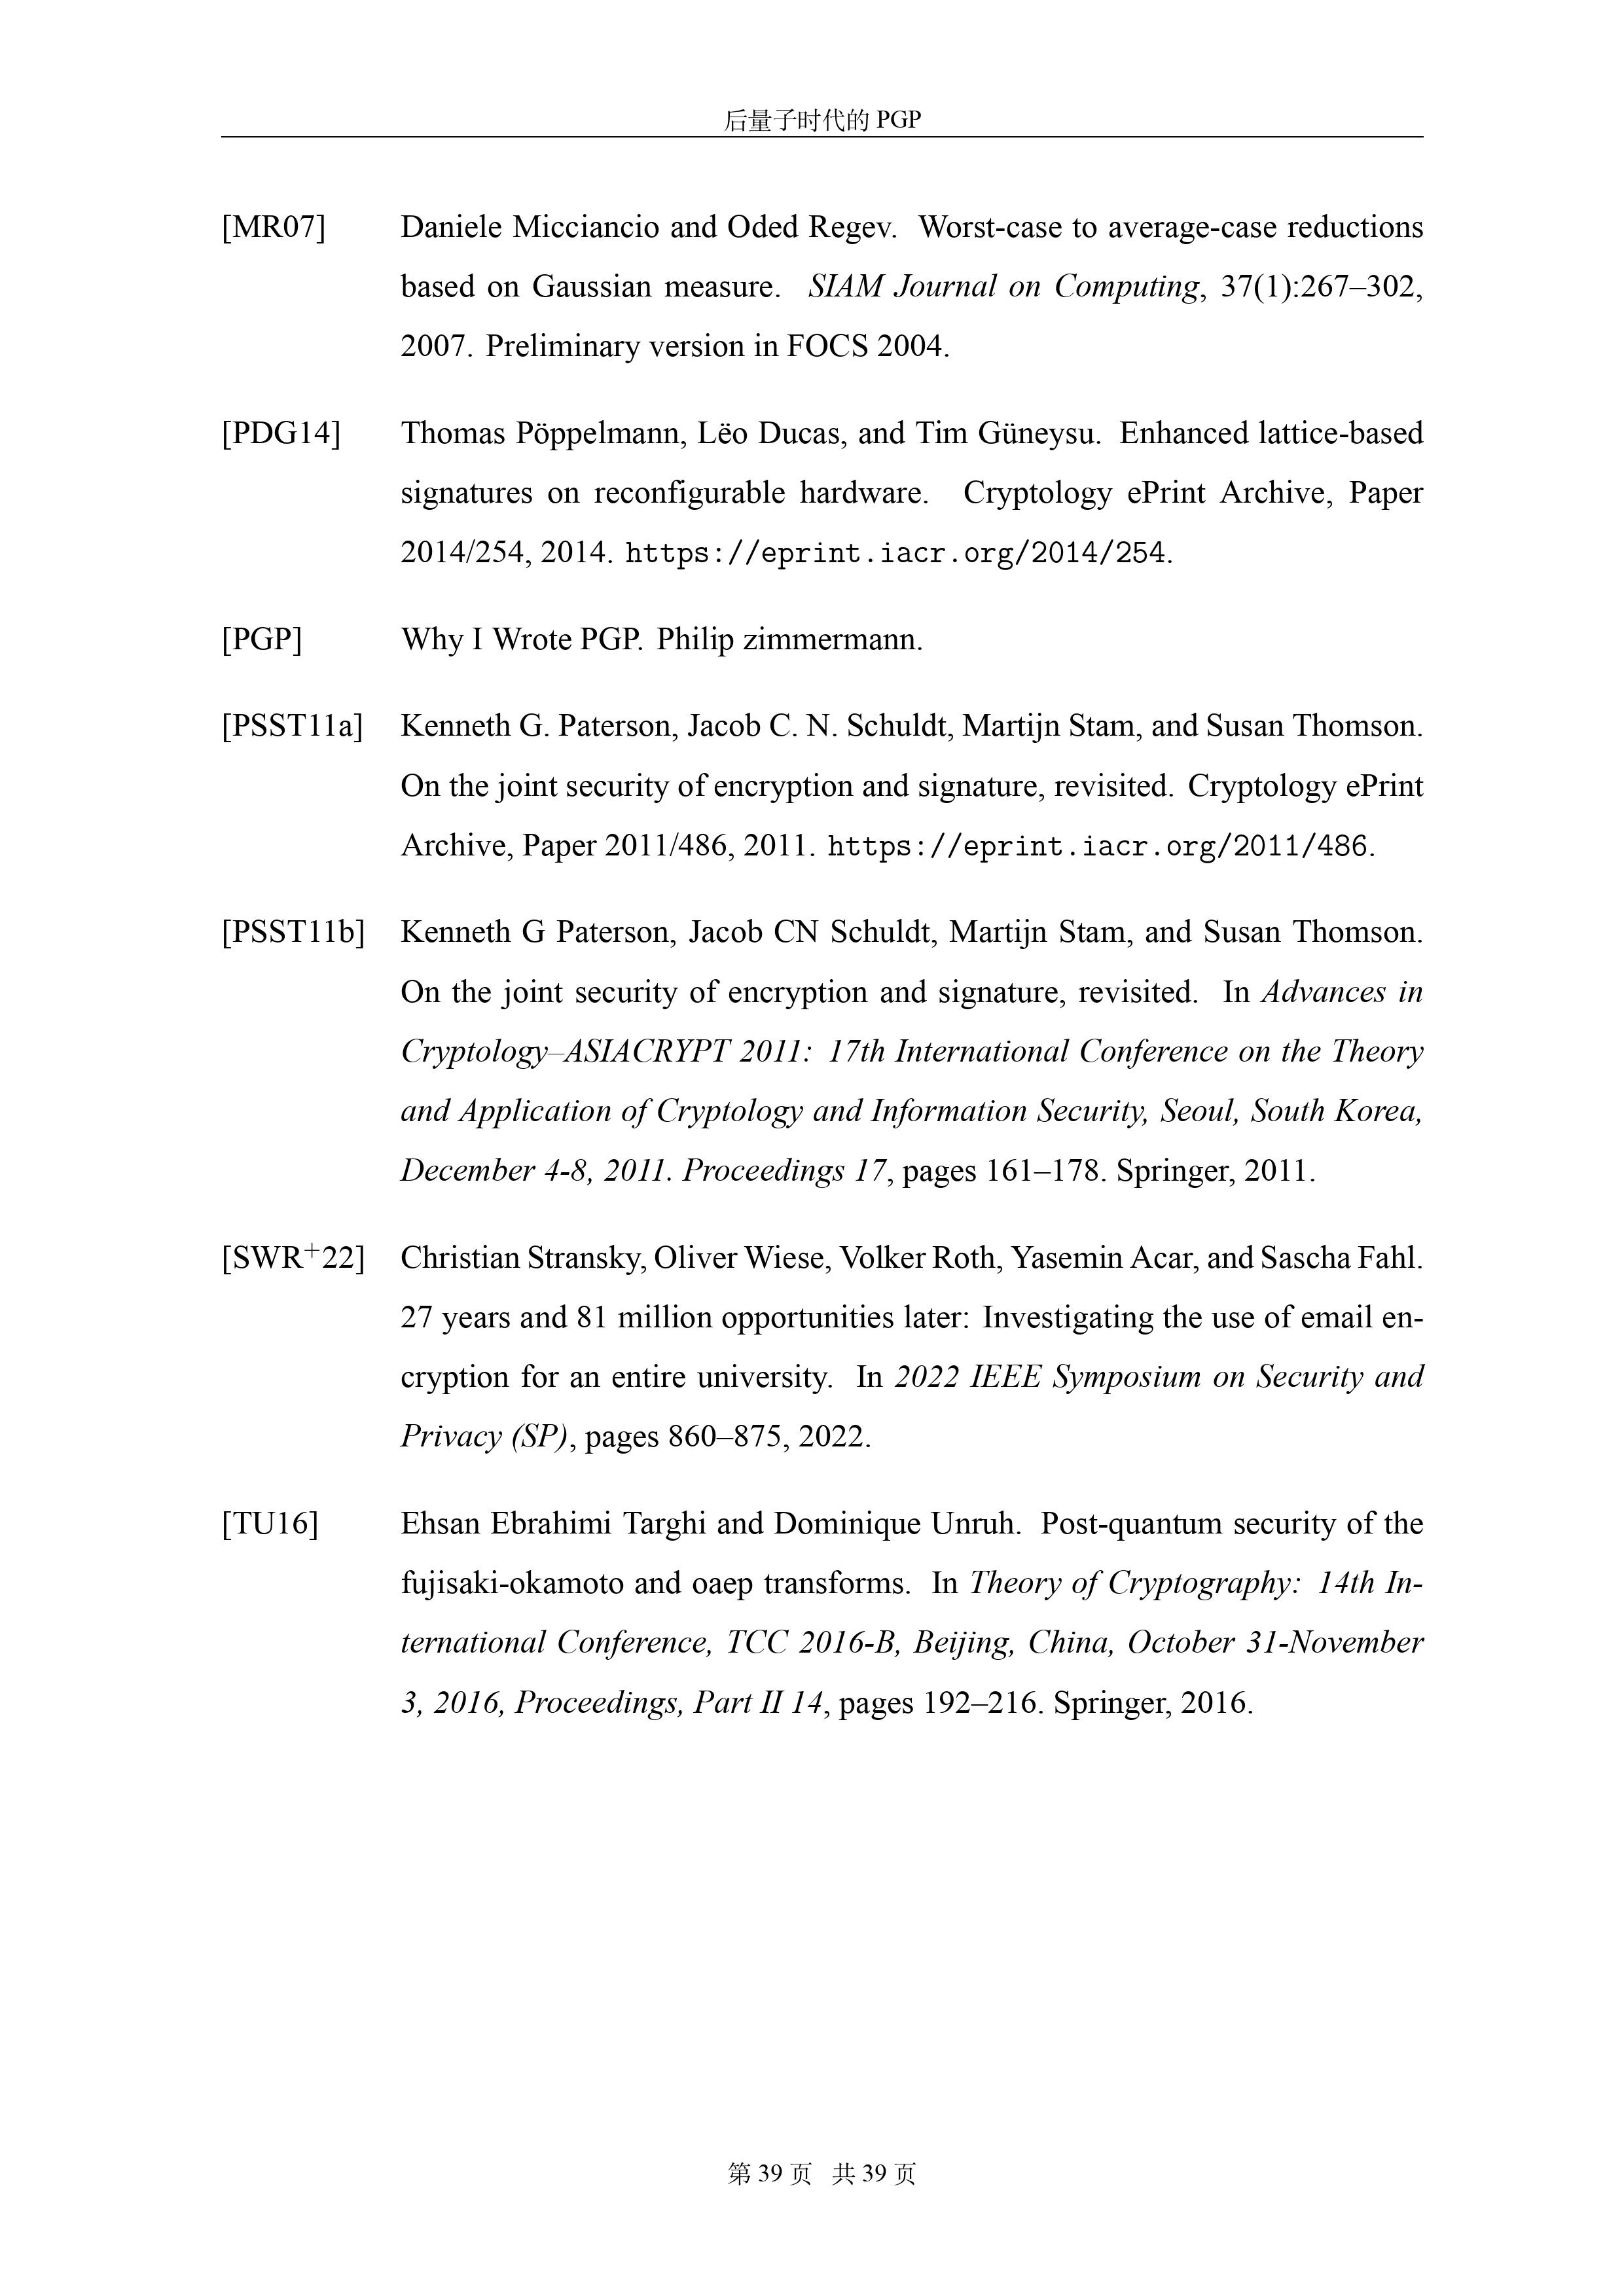 后量子时代的 PGP
[MR07] Daniele Micciancio and Oded Regev. Worst-case to average-case reductions
based on Gaussian measure. SIAM Journal on Computing, 37(1):267–302,
2007. Preliminary version in FOCS 2004.
[PDG14] Thomas Pöppelmann, Lëo Ducas, and Tim Güneysu. Enhanced lattice-based
signatures on reconfigurable hardware. Cryptology ePrint Archive, Paper
2014/254, 2014. https://eprint.iacr.org/2014/254.
[PGP] Why I Wrote PGP. Philip zimmermann.
[PSST11a] Kenneth G. Paterson, Jacob C. N. Schuldt, Martijn Stam, and Susan Thomson.
On the joint security of encryption and signature, revisited. Cryptology ePrint
Archive, Paper 2011/486, 2011. https://eprint.iacr.org/2011/486.
[PSST11b] Kenneth G Paterson, Jacob CN Schuldt, Martijn Stam, and Susan Thomson.
On the joint security of encryption and signature, revisited. In Advances in
Cryptology–ASIACRYPT 2011: 17th International Conference on the Theory
and Application of Cryptology and Information Security, Seoul, South Korea,
December 4-8, 2011. Proceedings 17, pages 161–178. Springer, 2011.
[SWR+22] Christian Stransky, Oliver Wiese, Volker Roth, Yasemin Acar, and Sascha Fahl.
27 years and 81 million opportunities later: Investigating the use of email en-
cryption for an entire university. In 2022 IEEE Symposium on Security and
Privacy (SP), pages 860–875, 2022.
[TU16] Ehsan Ebrahimi Targhi and Dominique Unruh. Post-quantum security of the
fujisaki-okamoto and oaep transforms. In Theory of Cryptography: 14th In-
ternational Conference, TCC 2016-B, Beijing, China, October 31-November
3, 2016, Proceedings, Part II 14, pages 192–216. Springer, 2016.
第 39 页 共 39 页